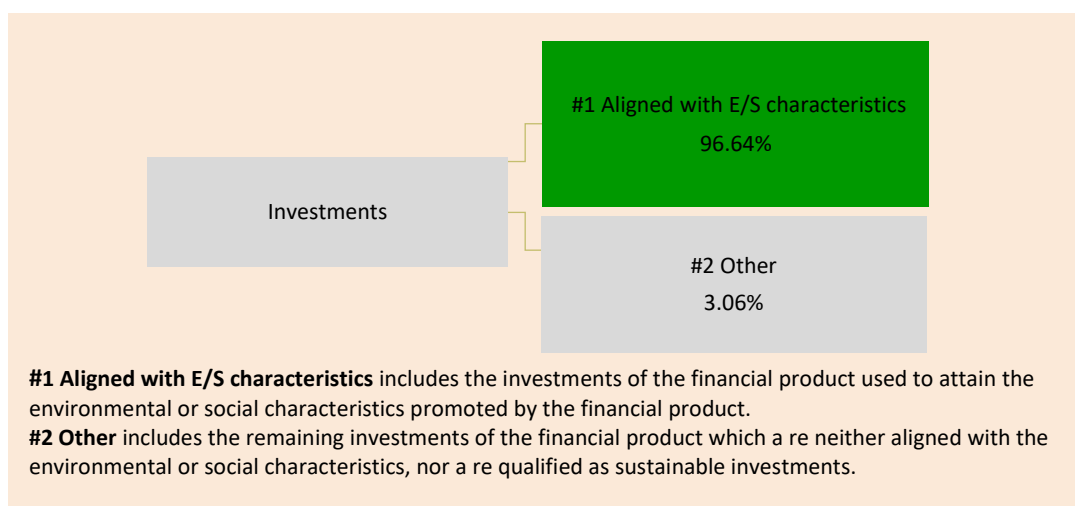 #1 Aligned with E/S characteristics
96.64%
Investments
#2 Other
3.06%
#1 Aligned with E/S characteristics includes the investments of the financial product used to attain the
environmental or social characteristics promoted by the financial product.
#2 Other includes the remaining investments of the financial product which a re neither aligned with the
environmental or social characteristics, nor a re qualified as sustainable investments.